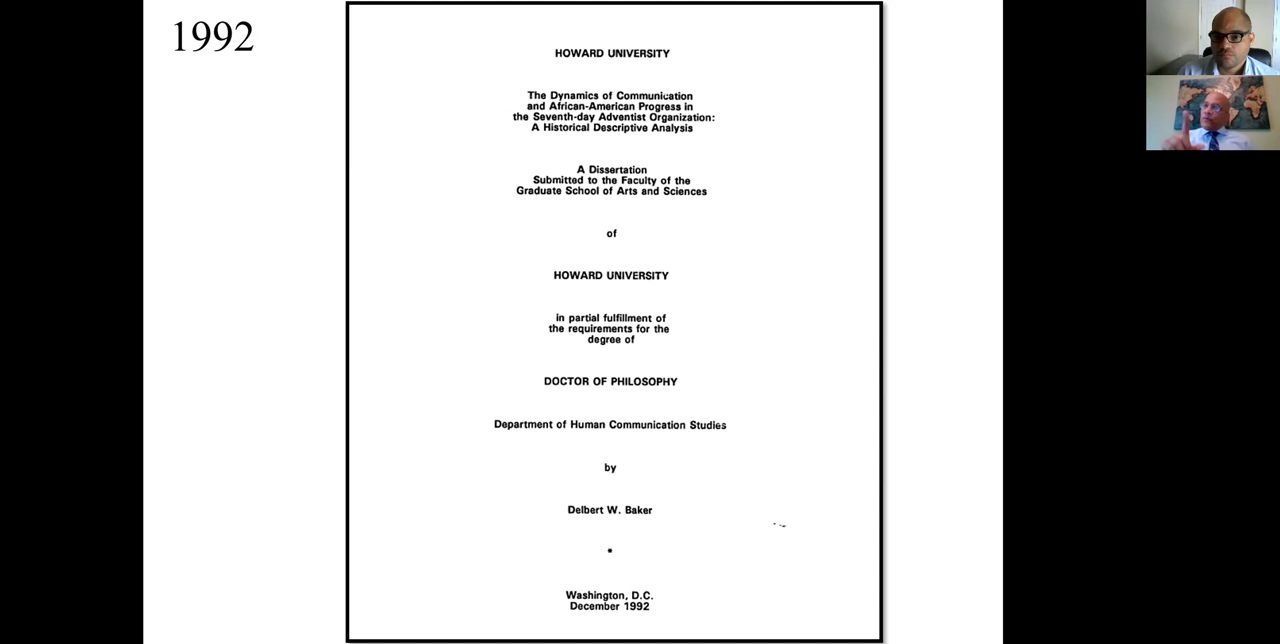 1992
HOWARD UNIVERSITY
The Dynamics of Communication
and African-American Progress in
the Seventh-day Adventist Organization:
A Historical Descriptive Analysis
A Dissertation
Submitted to the Faculty of the
Graduate School of Arts and Sciences
of
HOWARD UNIVERSITY
in partial fulfillment of
the requirements for the
degree of
DOCTOR OF PHILOSOPHY
Department of Human Communication Studies
by
Delbert W. Baker
Washington, D.C.
December 1992